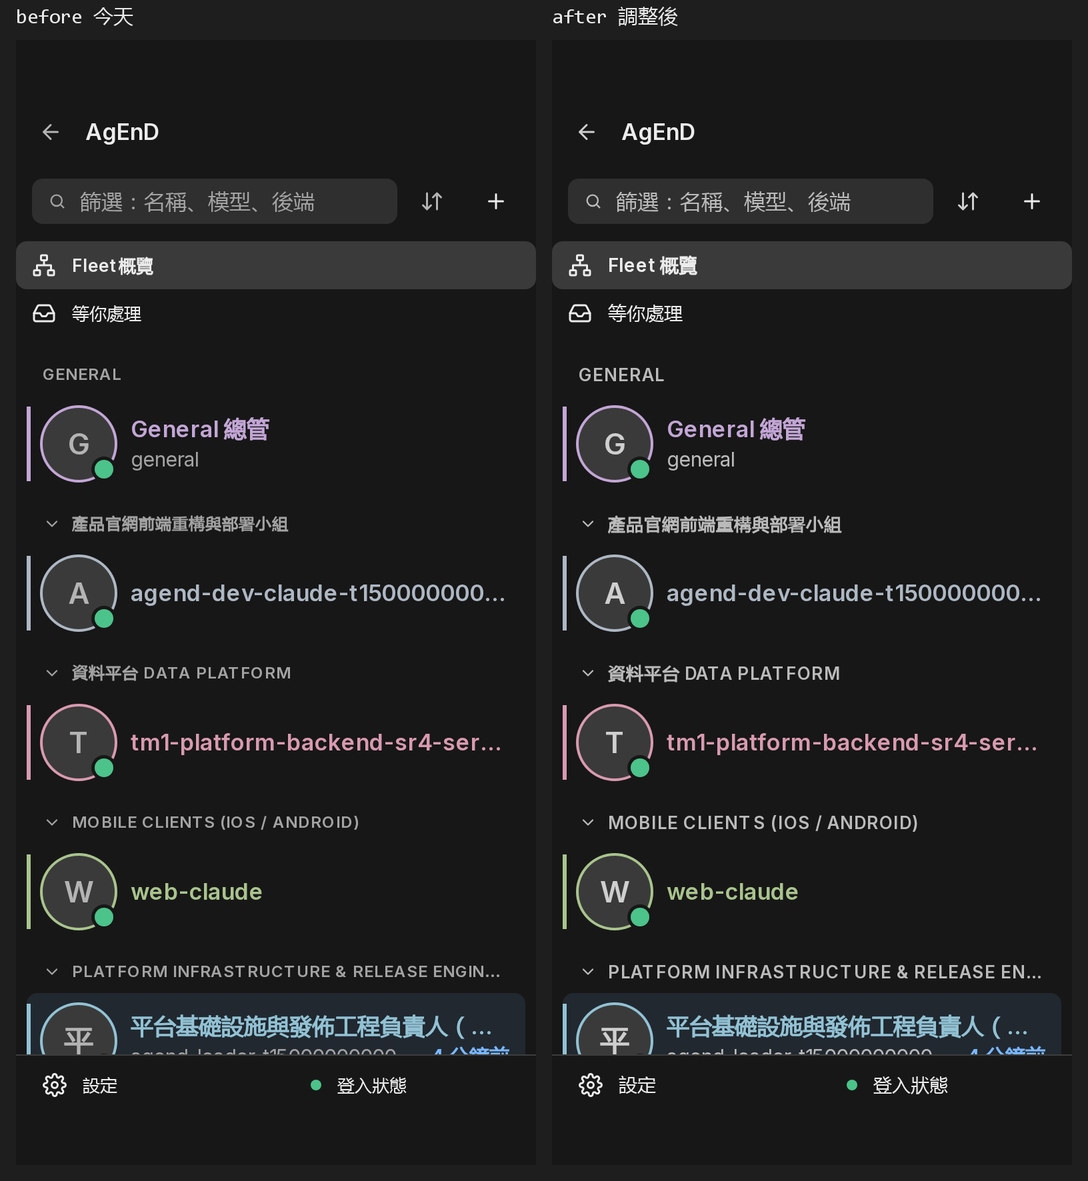 before 今天
AgEnD
篩選：名稱、模型、後端
Fleet概覽
等你處理
GENERAL
G
General 總管
general
產品官網前端重構與部署小組
A
agend-dev-claude-t150000000…
資料平台 DATA PLATFORM
T
tm1-platform-backend-sr4-ser…
MOBILE CLIENTS (IOS / ANDROID)
W
web-claude
PLATFORM INFRASTRUCTURE & RELEASE ENGIN…
平
平台基礎設施與發佈工程負責人（…
設定
登入狀態
after 調整後
AgEnD
篩選：名稱、模型、後端
Fleet 概覽
等你處理
GENERAL
G
General 總管
general
產品官網前端重構與部署小組
A
agend-dev-claude-t150000000…
資料平台 DATA PLATFORM
T
tm1-platform-backend-sr4-ser…
MOBILE CLIENTS (IOS / ANDROID)
W
web-claude
PLATFORM INFRASTRUCTURE & RELEASE EN…
平
平台基礎設施與發佈工程負責人（…
設定
登入狀態